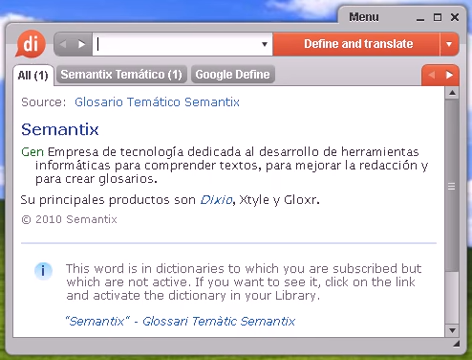 Menu
di
Define and translate
All (1) Semantix Temático (1) Google Define
Source: Glosario Temático Semantix
Semantix
Gen Empresa de tecnología dedicada al desarrollo de herramientas
informáticas para comprender textos, para mejorar la redacción y
para crear glosarios.
Su principales productos son Dixio, Xtyle y Gloxr.
© 2010 Semantix
i
This word is in dictionaries to which you are subscribed but
which are not active. If you want to see it, click on the link
and activate the dictionary in your Library.
"Semantix" - Glossari Temàtic Semantix